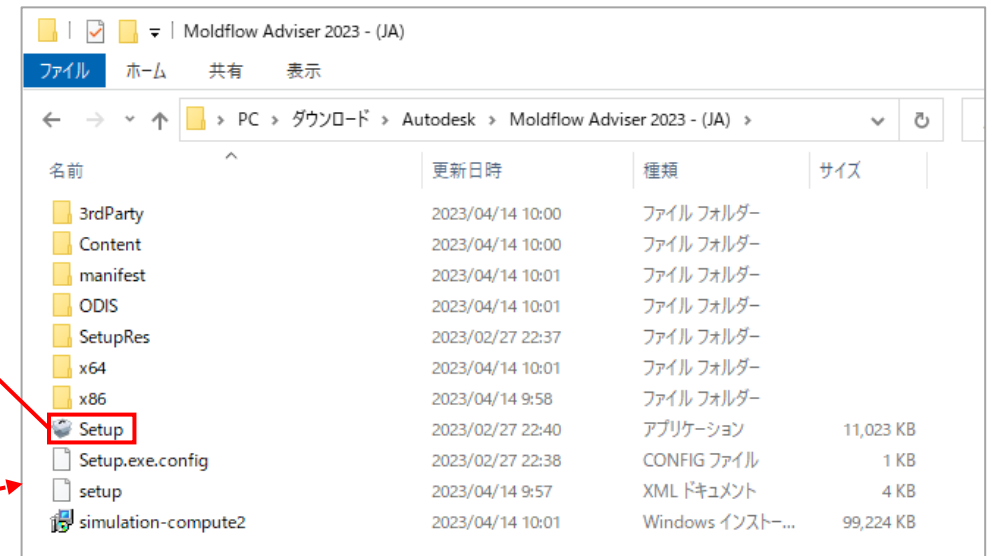 Moldflow Adviser 2023 - (JA)
ファイル ホーム 共有 表示
PC › ダウンロード › Autodesk › Moldflow Adviser 2023 - (JA) ›
名前 更新日時 種類 サイズ
3rdParty 2023/04/14 10:00 ファイル フォルダー
Content 2023/04/14 10:00 ファイル フォルダー
manifest 2023/04/14 10:01 ファイル フォルダー
ODIS 2023/04/14 10:01 ファイル フォルダー
SetupRes 2023/02/27 22:37 ファイル フォルダー
x64 2023/04/14 10:01 ファイル フォルダー
x86 2023/04/14 9:58 ファイル フォルダー
Setup 2023/02/27 22:40 アプリケーション 11,023 KB
Setup.exe.config 2023/02/27 22:38 CONFIG ファイル 1 KB
setup 2023/04/14 9:57 XML ドキュメント 4 KB
simulation-compute2 2023/04/14 10:01 Windows インストー... 99,224 KB